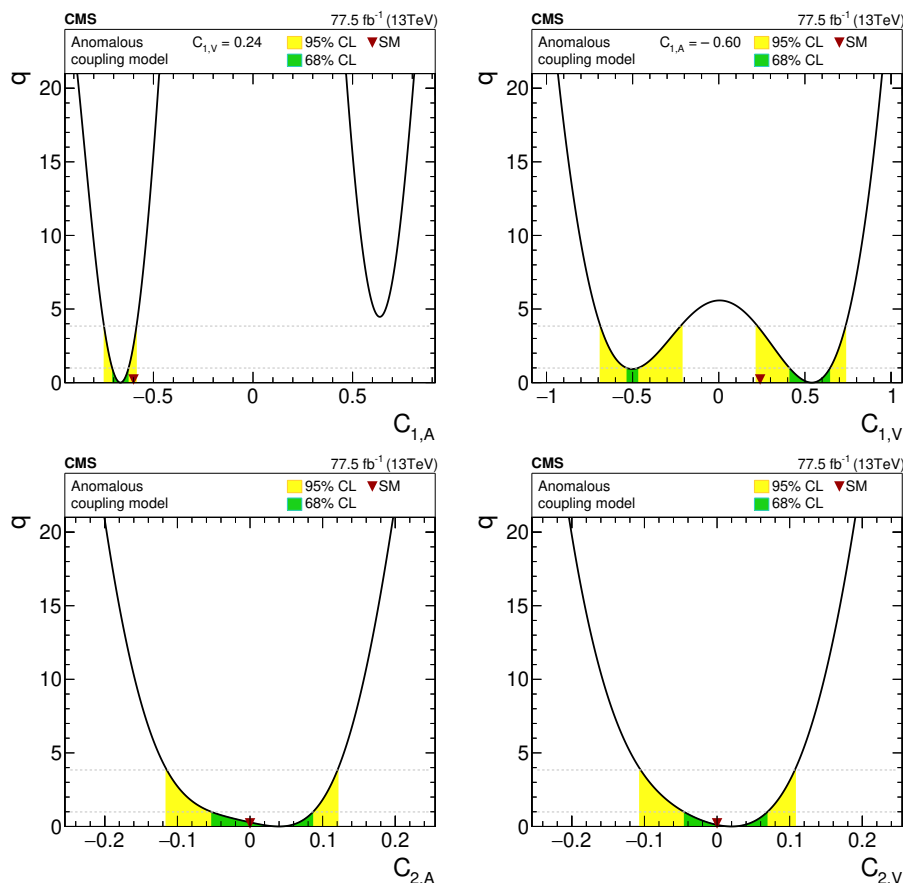 CMS 77.5 fb⁻¹ (13TeV)
Anomalous C₁,V = 0.24 95% CL SM
coupling model 68% CL
q
20
15
10
5
0
−0.5 0 0.5
C₁,A
CMS 77.5 fb⁻¹ (13TeV)
Anomalous C₁,A = − 0.60 95% CL SM
coupling model 68% CL
q
20
15
10
5
0
−1 −0.5 0 0.5 1
C₁,V
CMS 77.5 fb⁻¹ (13TeV)
Anomalous 95% CL SM
coupling model 68% CL
q
20
15
10
5
0
−0.2 −0.1 0 0.1 0.2
C₂,A
CMS 77.5 fb⁻¹ (13TeV)
Anomalous 95% CL SM
coupling model 68% CL
q
20
15
10
5
0
−0.2 −0.1 0 0.1 0.2
C₂,V